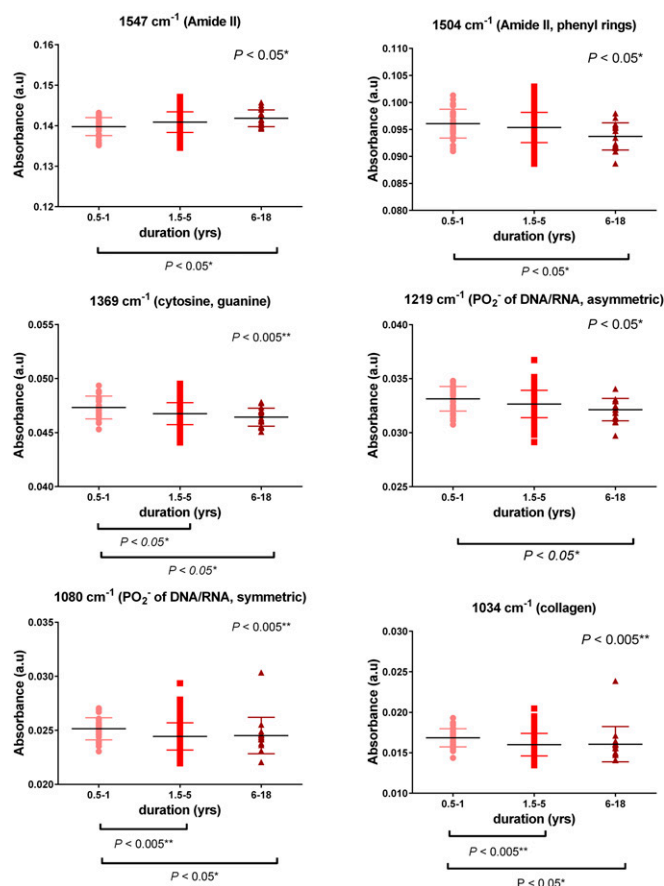 1547 cm⁻¹ (Amide II)
P < 0.05*
Absorbance (a.u)
0.16
0.15
0.14
0.13
0.12
0.5-1 1.5-5 6-18
duration (yrs)
P < 0.05*
1504 cm⁻¹ (Amide II, phenyl rings)
P < 0.05*
Absorbance (a.u)
0.110
0.105
0.100
0.095
0.090
0.085
0.080
0.5-1 1.5-5 6-18
duration (yrs)
P < 0.05*
1369 cm⁻¹ (cytosine, guanine)
P < 0.005**
Absorbance (a.u)
0.055
0.050
0.045
0.040
0.5-1 1.5-5 6-18
duration (yrs)
P < 0.05*
P < 0.05*
1219 cm⁻¹ (PO₂⁻ of DNA/RNA, asymmetric)
P < 0.05*
Absorbance (a.u)
0.040
0.035
0.030
0.025
0.5-1 1.5-5 6-18
duration (yrs)
P < 0.05*
1080 cm⁻¹ (PO₂⁻ of DNA/RNA, symmetric)
P < 0.005**
Absorbance (a.u)
0.035
0.030
0.025
0.020
0.5-1 1.5-5 6-18
duration (yrs)
P < 0.005**
P < 0.05*
1034 cm⁻¹ (collagen)
P < 0.005**
Absorbance (a.u)
0.030
0.025
0.020
0.015
0.010
0.5-1 1.5-5 6-18
duration (yrs)
P < 0.005**
P < 0.05*